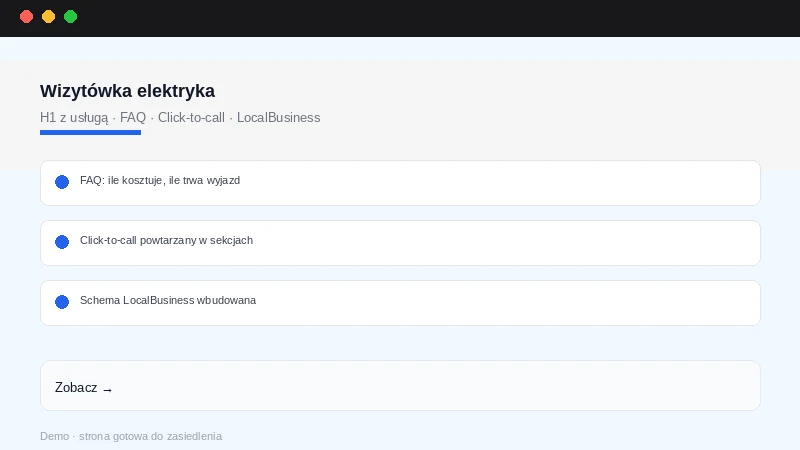 Wizytówka elektryka
H1 z usługą · FAQ · Click-to-call · LocalBusiness
FAQ: ile kosztuje, ile trwa wyjazd
Click-to-call powtarzany w sekcjach
Schema LocalBusiness wbudowana
Zobacz →
Demo · strona gotowa do zasiedlenia